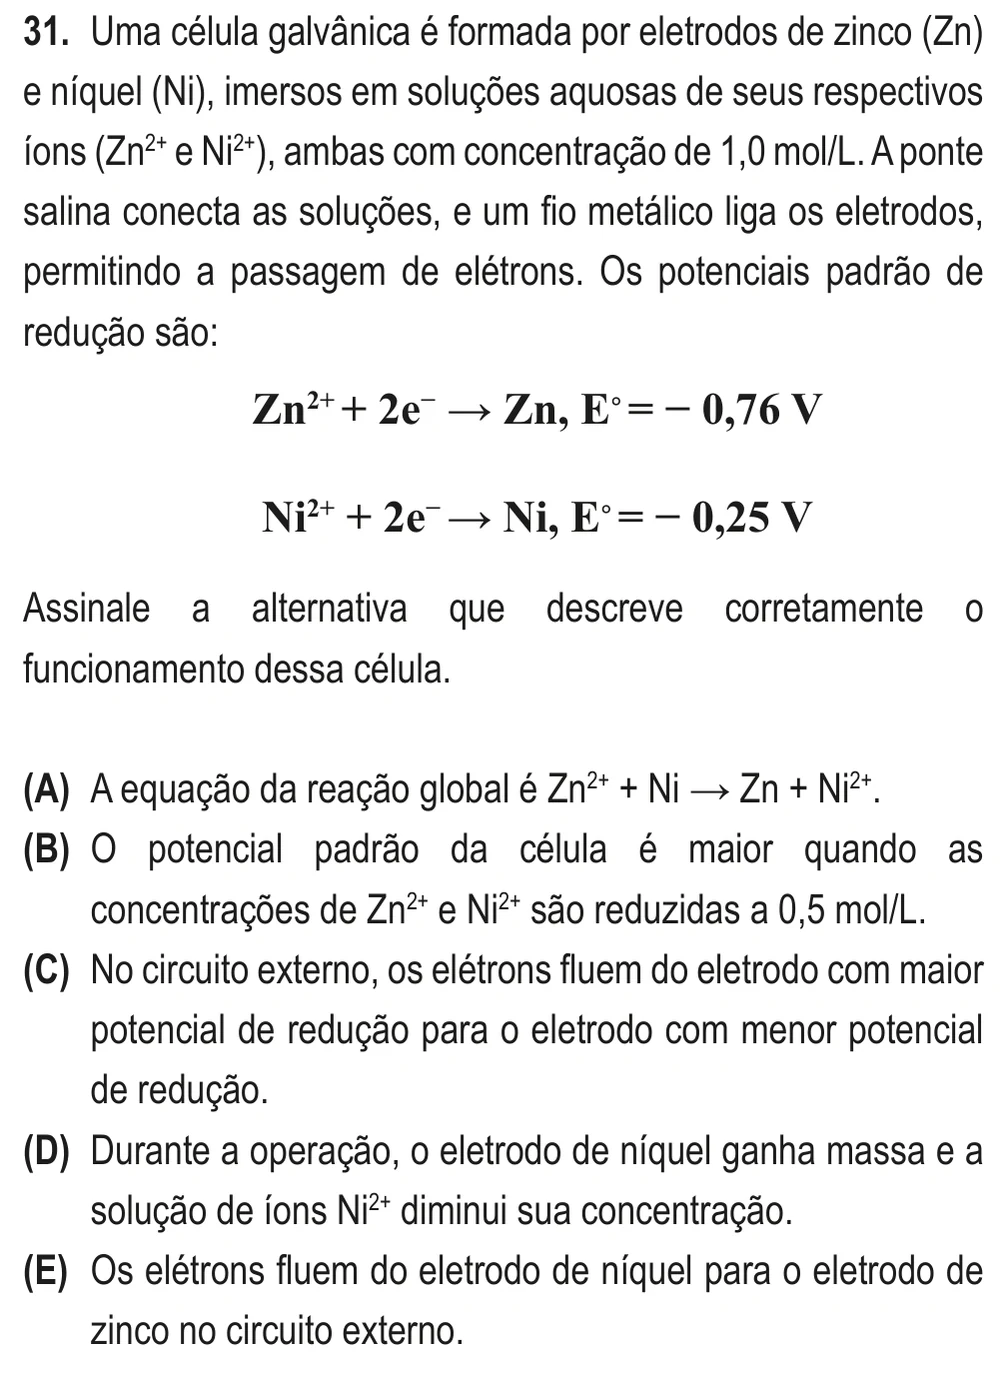 31. Uma célula galvânica é formada por eletrodos de zinco (Zn)
e níquel (Ni), imersos em soluções aquosas de seus respectivos
íons (Zn²⁺ e Ni²⁺), ambas com concentração de 1,0 mol/L. A ponte
salina conecta as soluções, e um fio metálico liga os eletrodos,
permitindo a passagem de elétrons. Os potenciais padrão de
redução são:
Zn²⁺ + 2e⁻ → Zn, E° = − 0,76 V
Ni²⁺ + 2e⁻ → Ni, E° = − 0,25 V
Assinale a alternativa que descreve corretamente o
funcionamento dessa célula.
(A) A equação da reação global é Zn²⁺ + Ni → Zn + Ni²⁺.
(B) O potencial padrão da célula é maior quando as
concentrações de Zn²⁺ e Ni²⁺ são reduzidas a 0,5 mol/L.
(C) No circuito externo, os elétrons fluem do eletrodo com maior
potencial de redução para o eletrodo com menor potencial
de redução.
(D) Durante a operação, o eletrodo de níquel ganha massa e a
solução de íons Ni²⁺ diminui sua concentração.
(E) Os elétrons fluem do eletrodo de níquel para o eletrodo de
zinco no circuito externo.